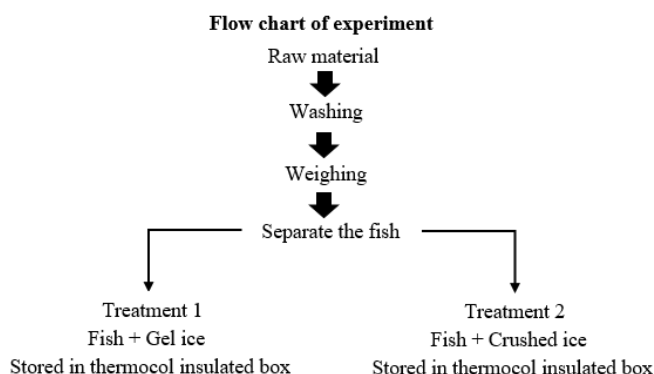 Flow chart of experiment
Raw material
Washing
Weighing
Separate the fish
Treatment 1
Fish + Gel ice
Stored in thermocol insulated box
Treatment 2
Fish + Crushed ice
Stored in thermocol insulated box